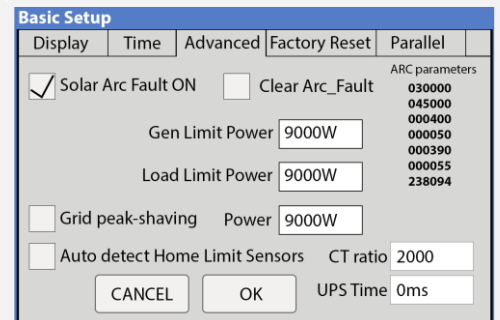 Basic Setup
Display Time Advanced Factory Reset Parallel
ARC parameters
Solar Arc Fault ON Clear Arc_Fault 030000
045000
000400
Gen Limit Power 9000W 000050
000390
000055
Load Limit Power 9000W 238094
Grid peak-shaving Power 9000W
Auto detect Home Limit Sensors CT ratio 2000
CANCEL OK UPS Time 0ms